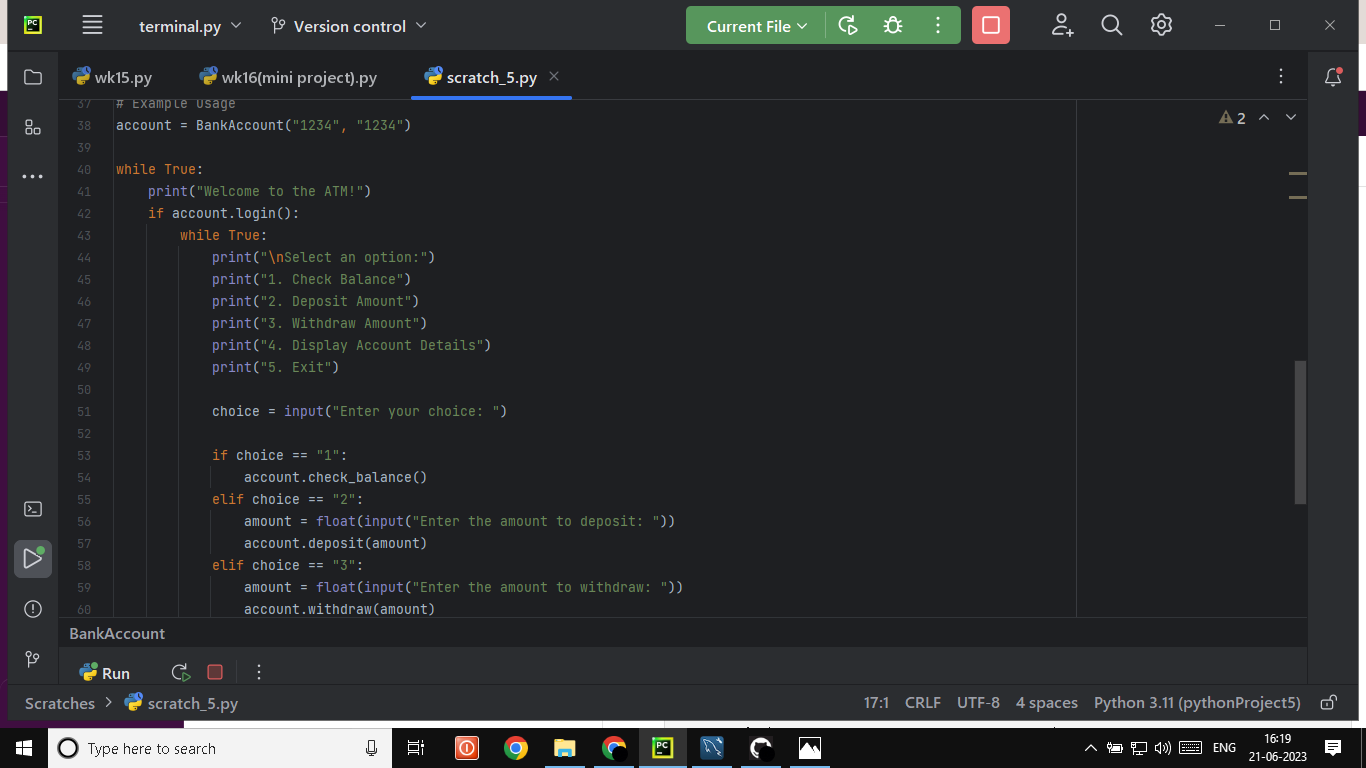 PC
terminal.py
Version control
Current File
wk15.py
wk16(mini project).py
scratch_5.py
2
37 # Example Usage
38 account = BankAccount("1234", "1234")
39
40 while True:
41     print("Welcome to the ATM!")
42     if account.login():
43         while True:
44             print("\nSelect an option:")
45             print("1. Check Balance")
46             print("2. Deposit Amount")
47             print("3. Withdraw Amount")
48             print("4. Display Account Details")
49             print("5. Exit")
50
51             choice = input("Enter your choice: ")
52
53             if choice == "1":
54                 account.check_balance()
55             elif choice == "2":
56                 amount = float(input("Enter the amount to deposit: "))
57                 account.deposit(amount)
58             elif choice == "3":
59                 amount = float(input("Enter the amount to withdraw: "))
60                 account.withdraw(amount)
BankAccount
Run
Scratches
scratch_5.py
17:1 CRLF UTF-8 4 spaces Python 3.11 (pythonProject5)
Type here to search
PC
ENG
16:19
21-06-2023